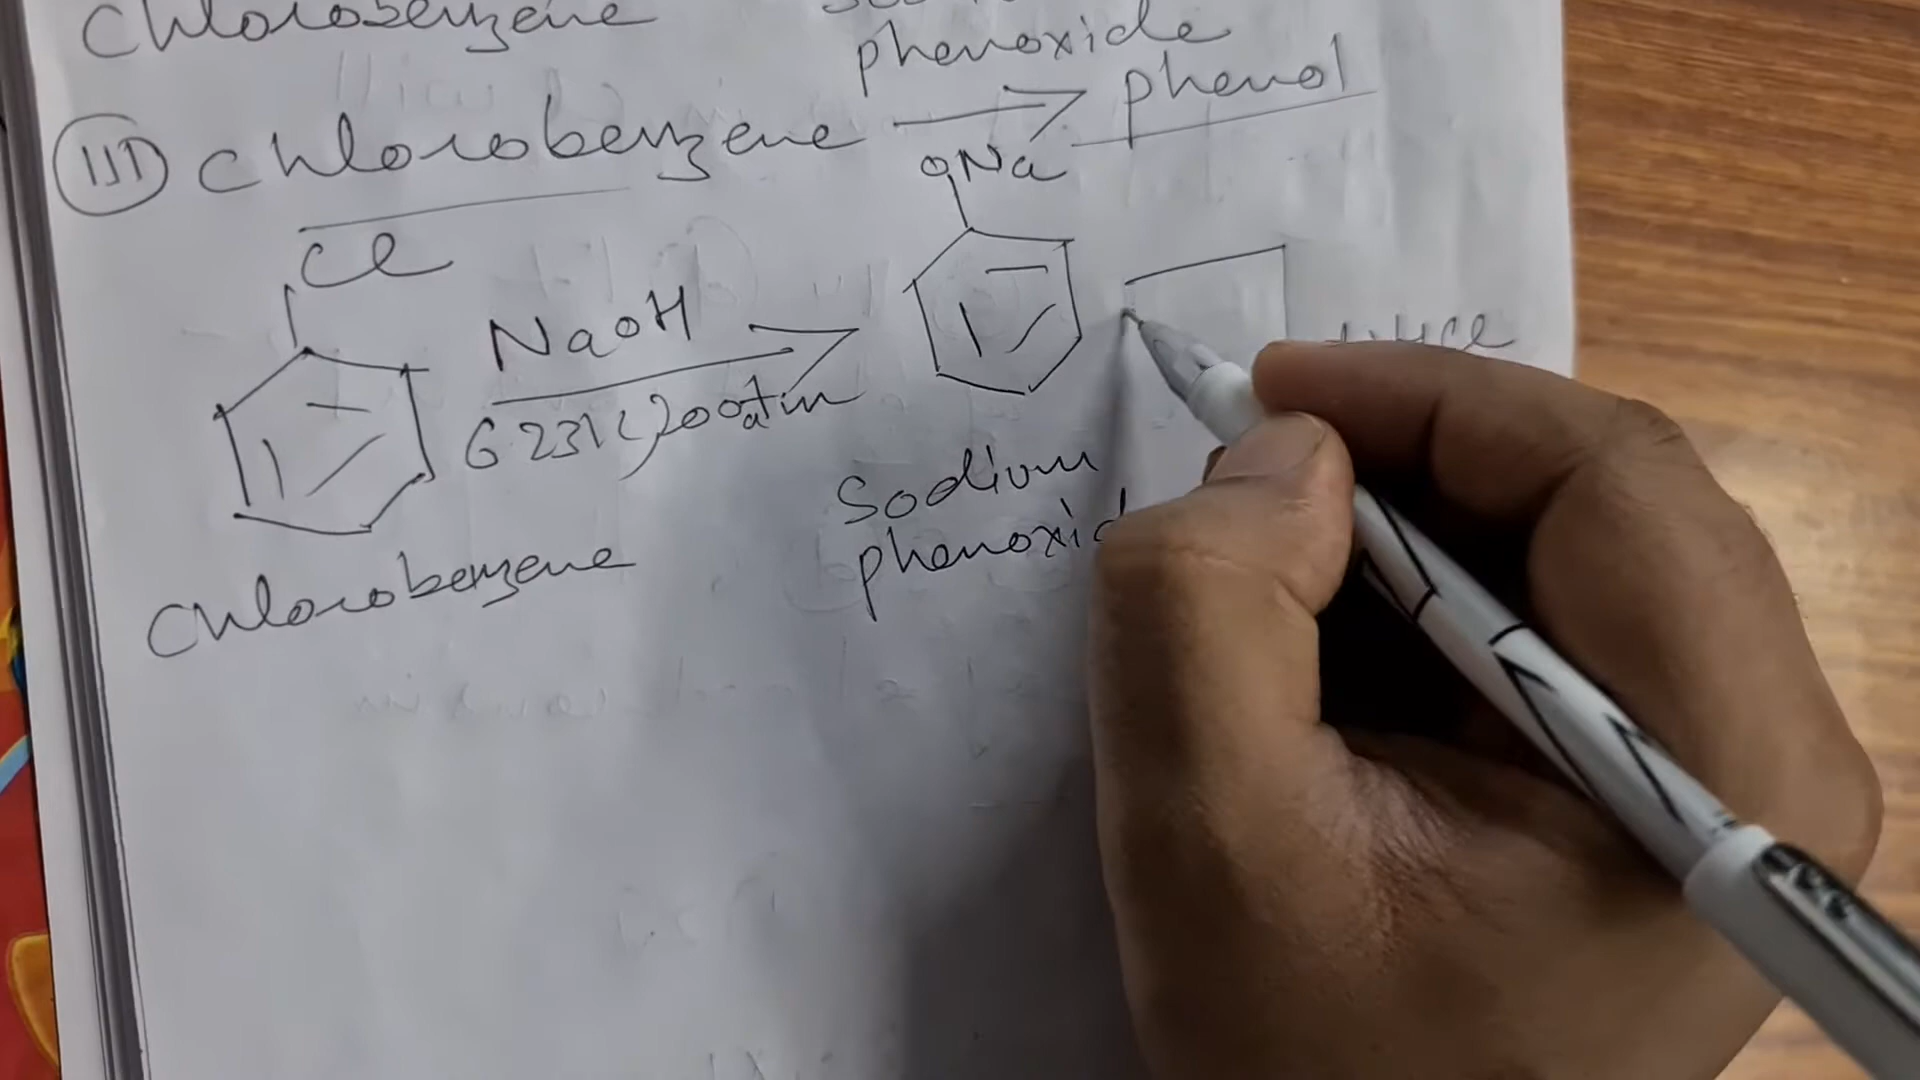 Chlorobenzene
phenoxide
III Chlorobenzene → phenol
ONa
Cl
NaOH
623K, 200 atm
Sodium
phenoxid
Chlorobenzene